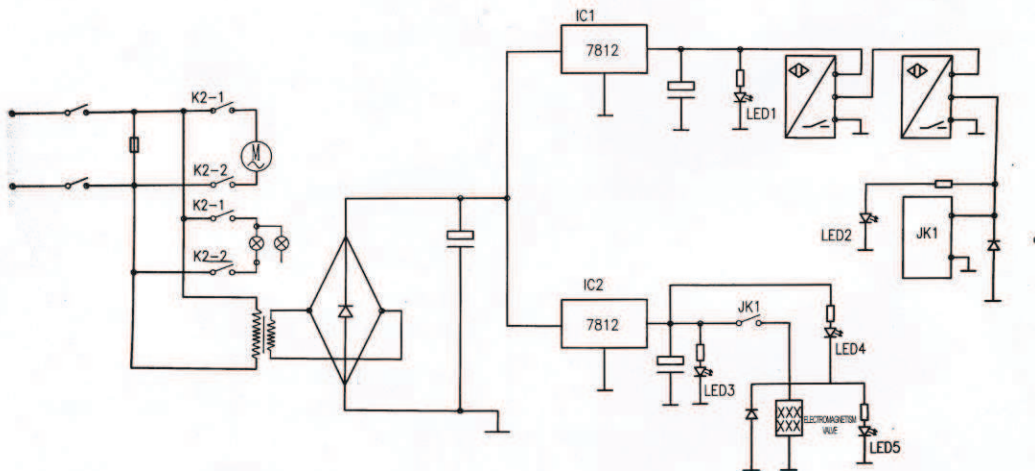 IC1
7812
LED1
K2-1
M
K2-2
K2-1
K2-2
LED2
JK1
IC2
7812
JK1
LED4
LED3
ELECTROMAGNETISM
VALVE
LED5